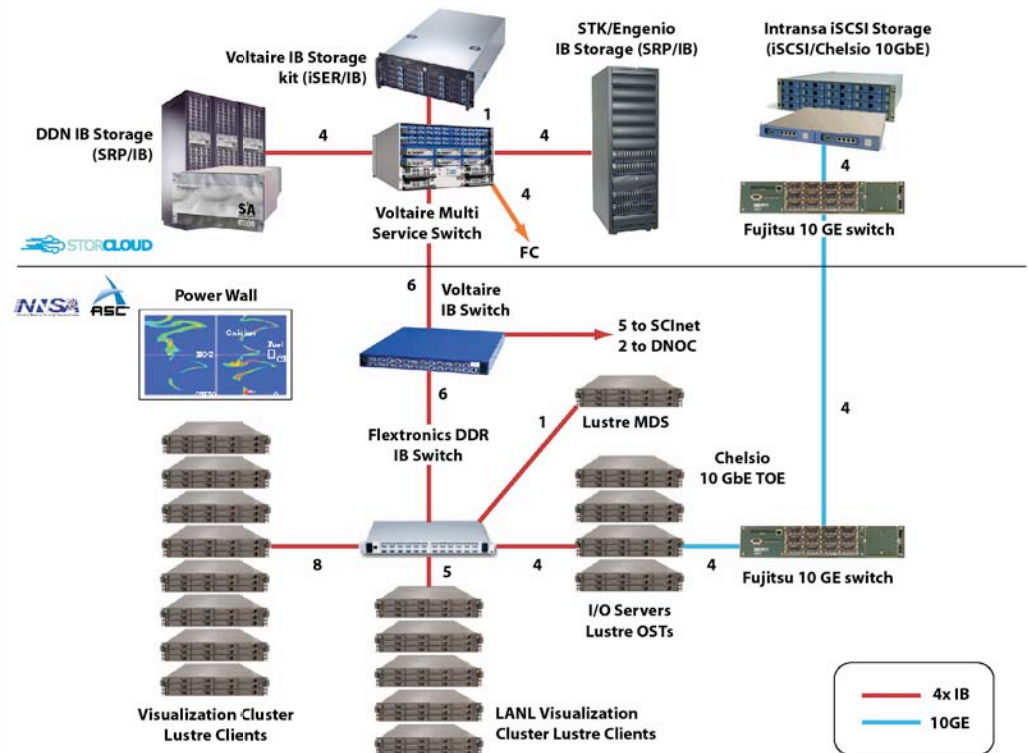 Voltaire IB Storage
kit (iSER/IB)
STK/Engenio
IB Storage (SRP/IB)
Intransa iSCSI Storage
(iSCSI/Chelsio 10GbE)
DDN IB Storage
(SRP/IB)
4
1
4
4
4
S2A
Voltaire Multi
Service Switch
FC
Fujitsu 10 GE switch
STORCLOUD
NNSA
ASC
Power Wall
6
Voltaire
IB Switch
5 to SCInet
2 to DNOC
6
1
Lustre MDS
4
Flextronics DDR
IB Switch
Chelsio
10 GbE TOE
8
5
4
4
Fujitsu 10 GE switch
I/O Servers
Lustre OSTs
Visualization Cluster
Lustre Clients
LANL Visualization
Cluster Lustre Clients
4x IB
10GE